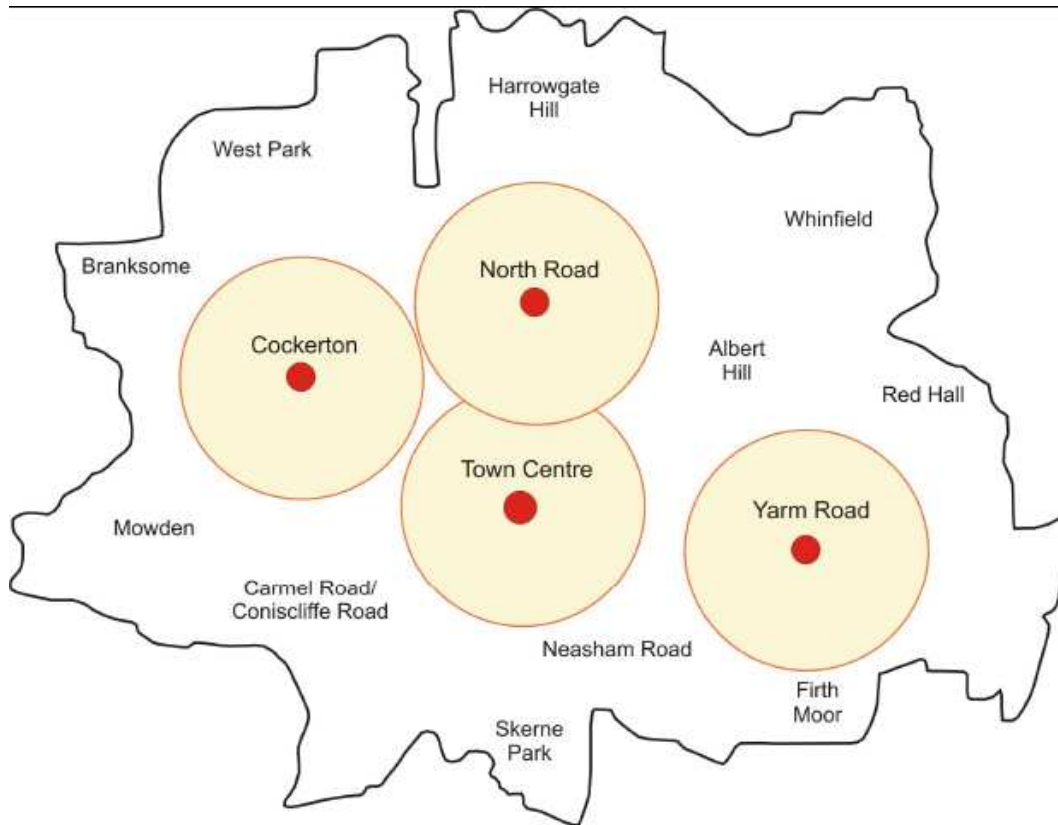 Harrowgate
Hill
West Park
Whinfield
Branksome
North Road
Cockerton
Albert
Hill
Red Hall
Town Centre
Yarm Road
Mowden
Carmel Road/
Coniscliffe Road
Neasham Road
Firth
Moor
Skerne
Park